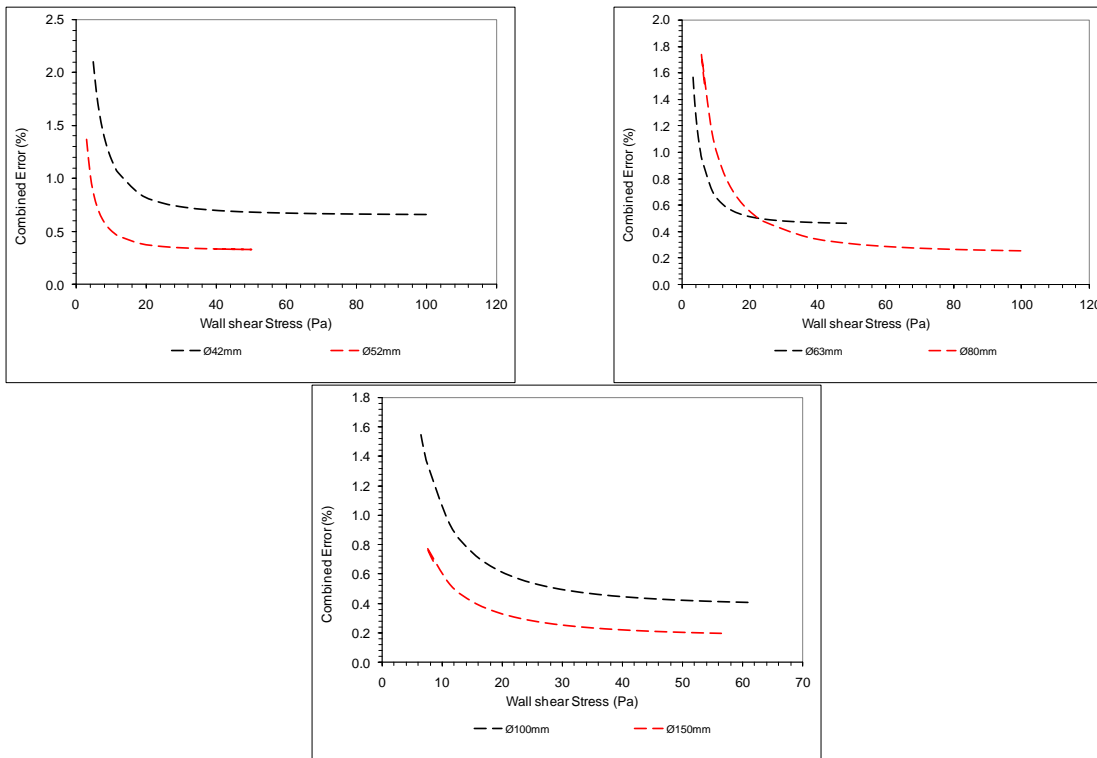 2.5
2.0
1.5
1.0
0.5
0.0
Combined Error (%)
0 20 40 60 80 100 120
Wall shear Stress (Pa)
Ø42mm Ø52mm
2.0
1.8
1.6
1.4
1.2
1.0
0.8
0.6
0.4
0.2
0.0
Combined Error (%)
0 20 40 60 80 100 120
Wall shear Stress (Pa)
Ø63mm Ø80mm
1.8
1.6
1.4
1.2
1.0
0.8
0.6
0.4
0.2
0.0
Combined Error (%)
0 10 20 30 40 50 60 70
Wall shear Stress (Pa)
Ø100mm Ø150mm